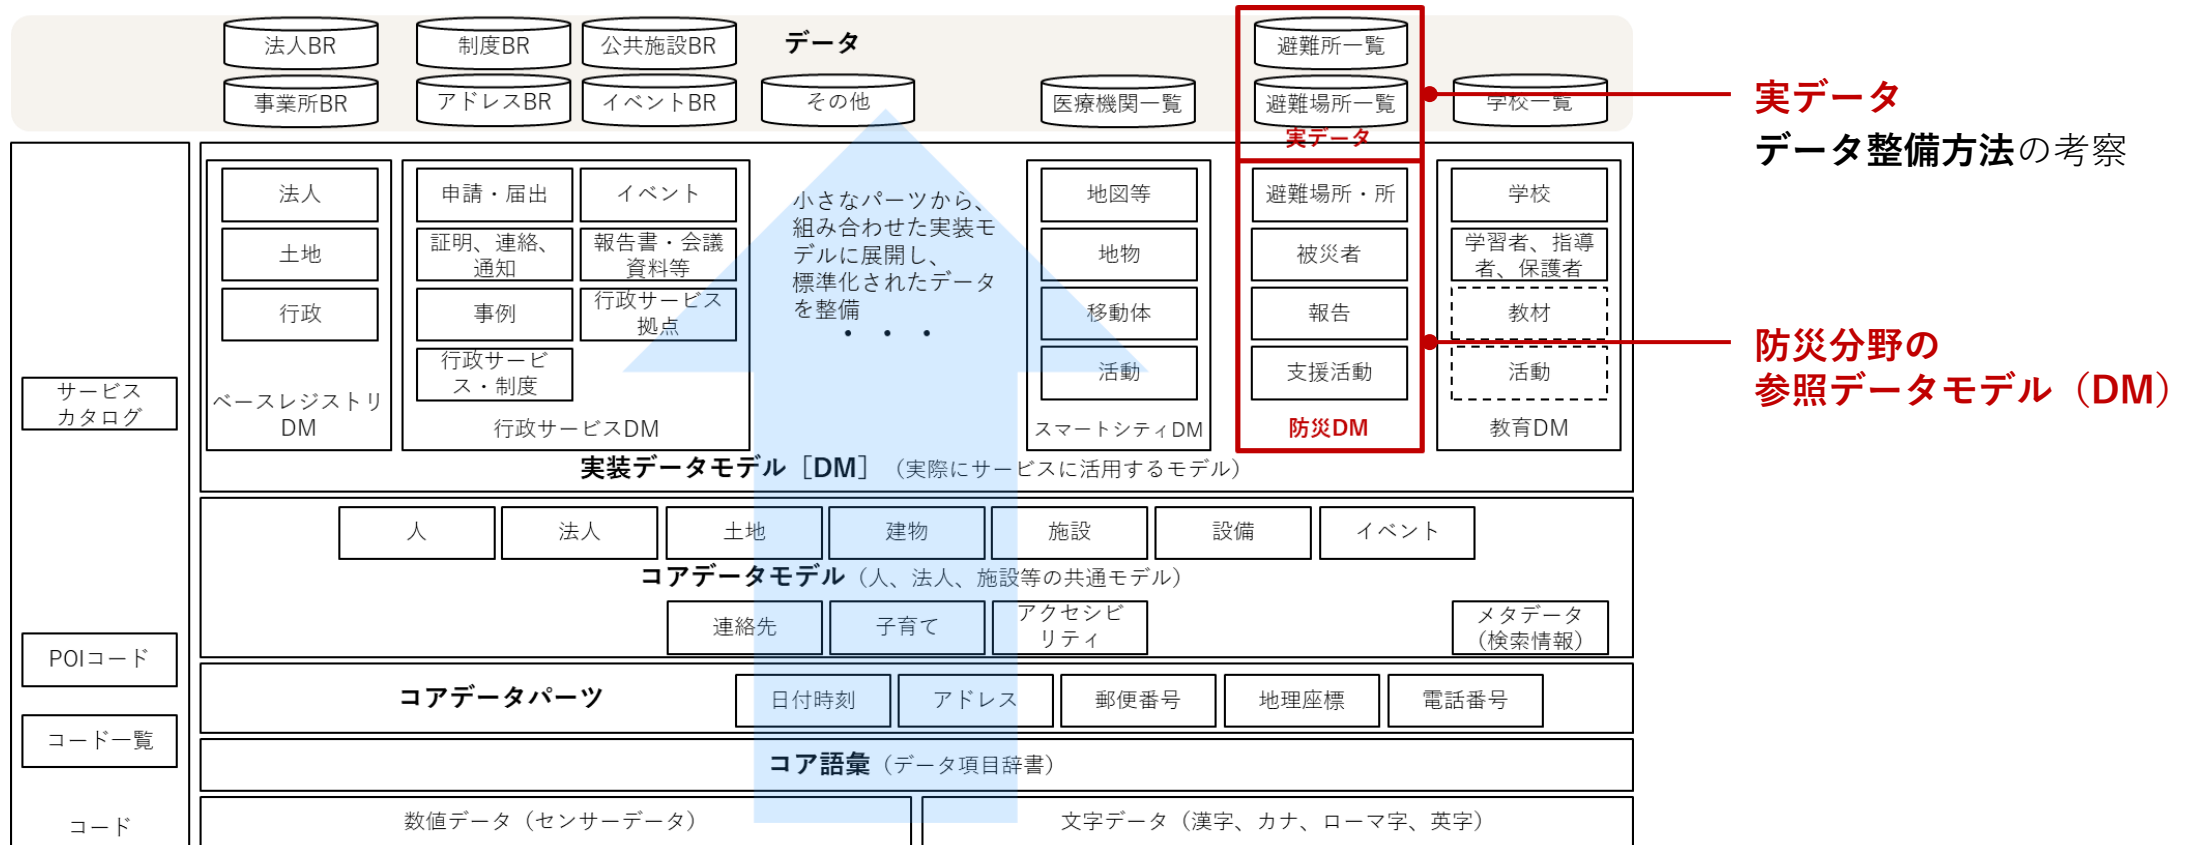 法人BR
制度BR
公共施設BR
データ
避難所一覧
事業所BR
アドレスBR
イベントBR
その他
医療機関一覧
避難場所一覧
学校一覧
実データ
実データ
データ整備方法の考察
法人
土地
行政
ベースレジストリ
DM
申請・届出
イベント
証明、連絡、
通知
報告書・会議
資料等
事例
行政サービス
拠点
行政サービ
ス・制度
行政サービスDM
小さなパーツから、
組み合わせた実装モ
デルに展開し、
標準化されたデータ
を整備
・・・
地図等
地物
移動体
活動
スマートシティDM
避難場所・所
被災者
報告
支援活動
防災DM
学校
学習者、指導
者、保護者
教材
活動
教育DM
防災分野の
参照データモデル（DM）
実装データモデル［DM］（実際にサービスに活用するモデル）
サービス
カタログ
人
法人
土地
建物
施設
設備
イベント
コアデータモデル（人、法人、施設等の共通モデル）
連絡先
子育て
アクセシビ
リティ
メタデータ
（検索情報）
POIコード
コアデータパーツ
日付時刻
アドレス
郵便番号
地理座標
電話番号
コード一覧
コア語彙（データ項目辞書）
コード
数値データ（センサーデータ）
文字データ（漢字、カナ、ローマ字、英字）